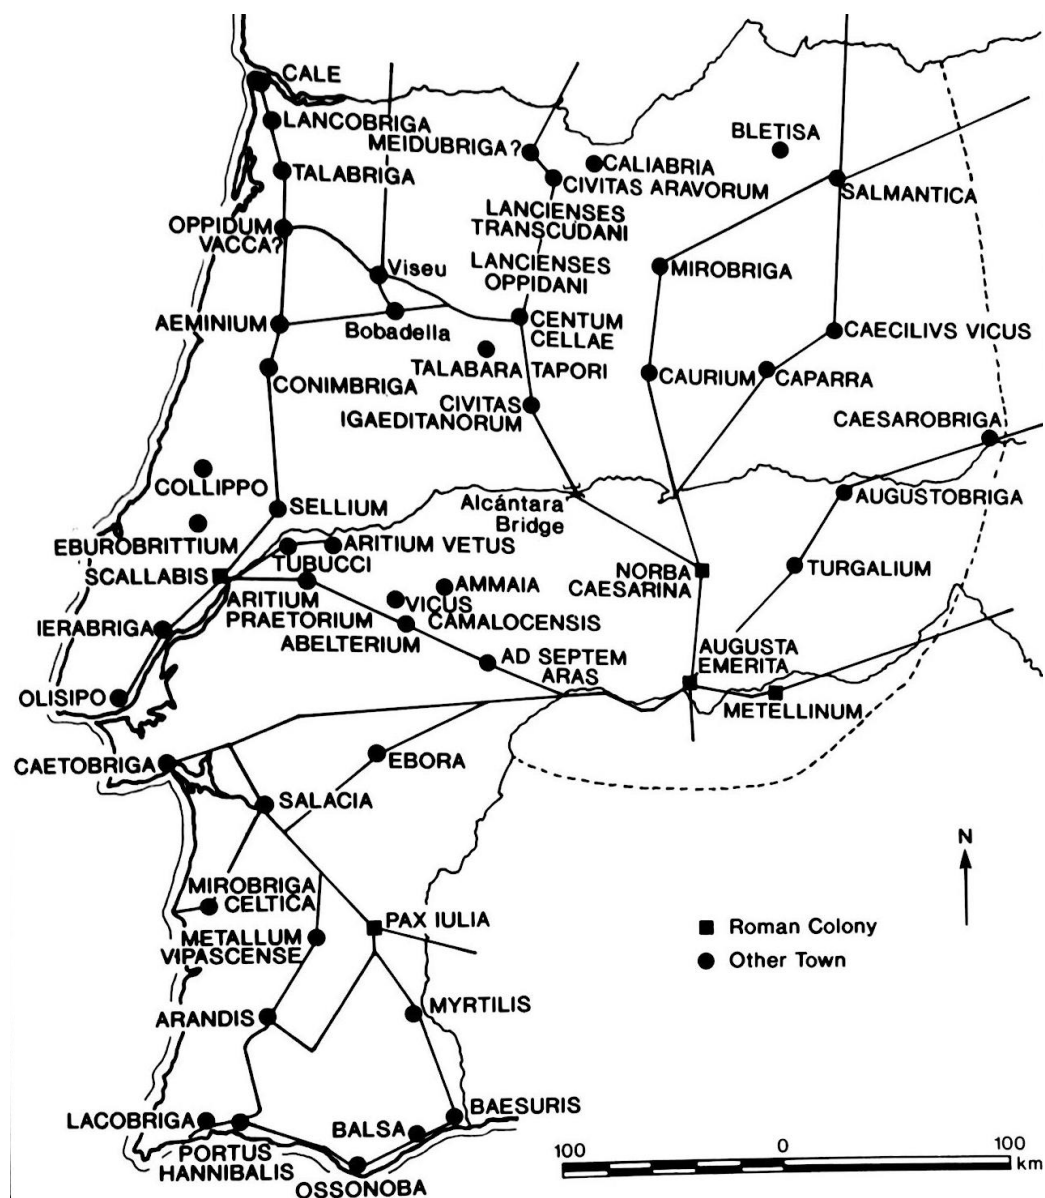 CALE
LANCOBRIGA
MEIDUBRIGA?
BLETISA
CALIABRIA
TALABRIGA
CIVITAS ARAVORUM
SALMANTICA
LANCIENSES
TRANSCUDANI
OPPIDUM
VACCA?
LANCIENSES
OPPIDANI
Viseu
MIROBRIGA
AEMINIUM
Bobadella
CENTUM
CELLAE
CAECILIVS VICUS
TALABARA TAPORI
CONIMBRIGA
CAURIUM
CAPARRA
CIVITAS
IGAEDITANORUM
CAESAROBRIGA
COLLIPPO
Alcántara
Bridge
AUGUSTOBRIGA
SELLIUM
EBUROBRITTIUM
ARITIUM VETUS
TUBUCCI
SCALLABIS
NORBA
CAESARINA
TURGALIUM
AMMAIA
ARITIUM
PRAETORIUM
VICUS
CAMALOCENSIS
IERABRIGA
ABELTERIUM
AUGUSTA
EMERITA
AD SEPTEM
ARAS
OLISIPO
METELLINUM
CAETOBRIGA
EBORA
SALACIA
N
MIROBRIGA
CELTICA
PAX IULIA
Roman Colony
METALLUM
VIPASCENSE
Other Town
ARANDIS
MYRTILIS
LACOBRIGA
BALSA
BAESURIS
PORTUS
HANNIBALIS
OSSONOBA
100 0 100
km